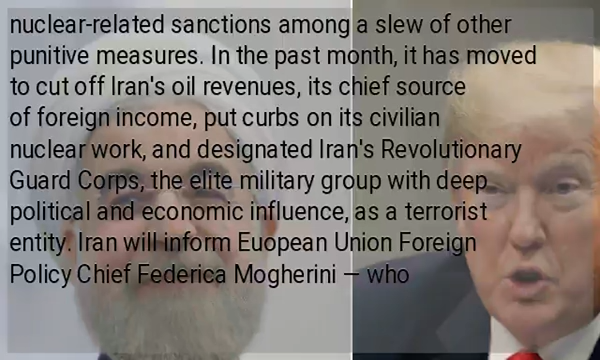 nuclear-related sanctions among a slew of other
punitive measures. In the past month, it has moved
to cut off Iran's oil revenues, its chief source
of foreign income, put curbs on its civilian
nuclear work, and designated Iran's Revolutionary
Guard Corps, the elite military group with deep
political and economic influence, as a terrorist
entity. Iran will inform Euopean Union Foreign
Policy Chief Federica Mogherini — who